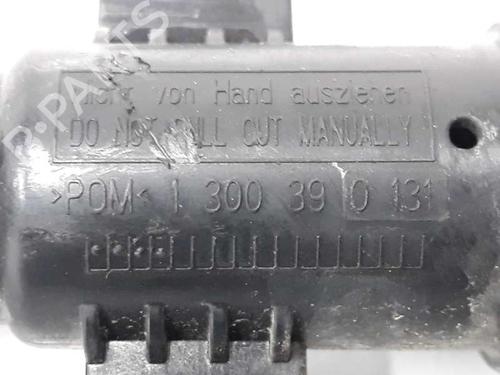 Nicht von Hand ausziehen
DO NOT PULL OUT MANUALLY
>POM< 1 300 39 0 131
B-PARTS